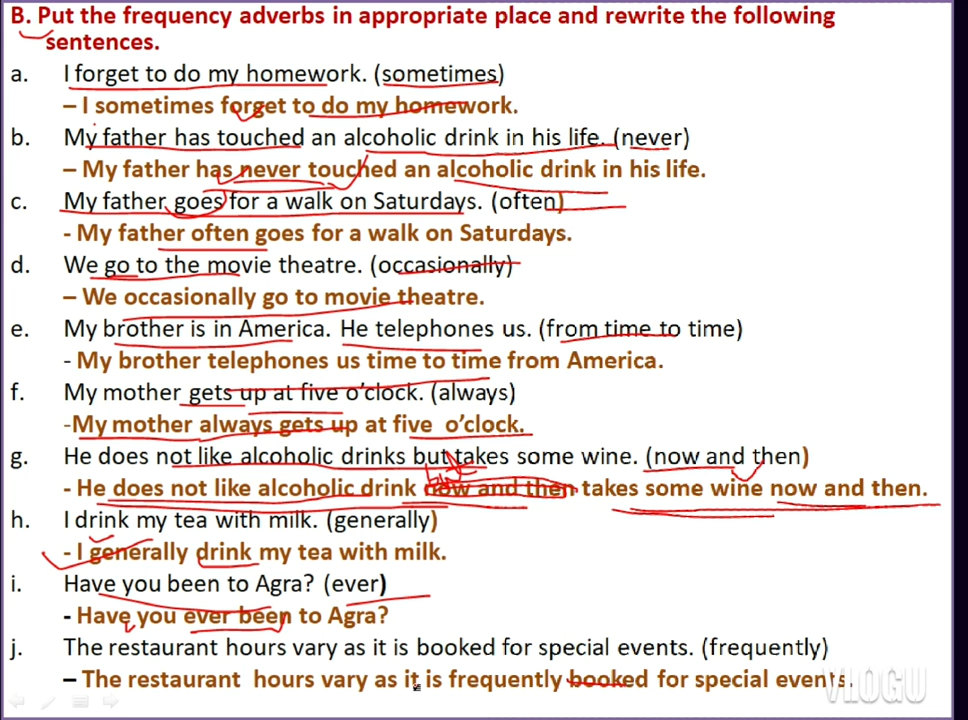 B. Put the frequency adverbs in appropriate place and rewrite the following
sentences.
a. I forget to do my homework. (sometimes)
– I sometimes forget to do my homework.
b. My father has touched an alcoholic drink in his life. (never)
– My father has never touched an alcoholic drink in his life.
c. My father goes for a walk on Saturdays. (often)
- My father often goes for a walk on Saturdays.
d. We go to the movie theatre. (occasionally)
– We occasionally go to movie theatre.
e. My brother is in America. He telephones us. (from time to time)
- My brother telephones us time to time from America.
f. My mother gets up at five o’clock. (always)
-My mother always gets up at five o’clock.
g. He does not like alcoholic drinks but takes some wine. (now and then)
- He does not like alcoholic drink now and then takes some wine now and then.
h. I drink my tea with milk. (generally)
- I generally drink my tea with milk.
i. Have you been to Agra? (ever)
- Have you ever been to Agra?
j. The restaurant hours vary as it is booked for special events. (frequently)
– The restaurant hours vary as it is frequently booked for special events.
VLOGU